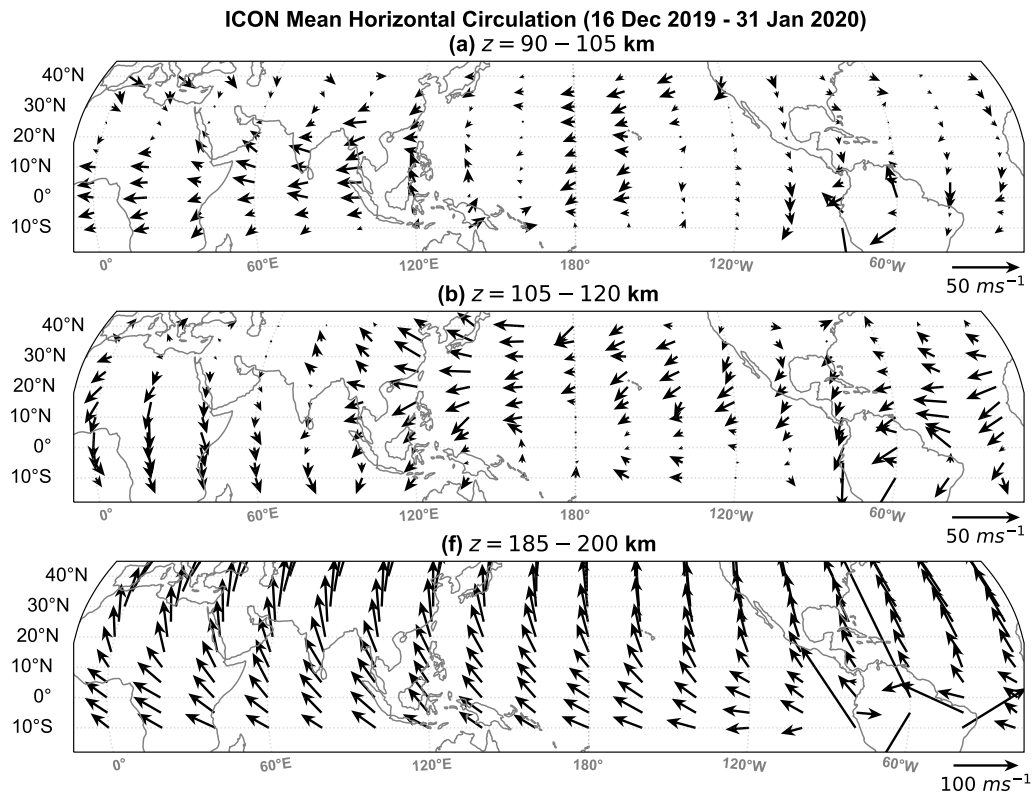 ICON Mean Horizontal Circulation (16 Dec 2019 - 31 Jan 2020)
(a) z = 90 − 105 km
40°N
30°N
20°N
10°N
0°
10°S
0° 60°E 120°E 180° 120°W 60°W
50 ms⁻¹
(b) z = 105 − 120 km
40°N
30°N
20°N
10°N
0°
10°S
0° 60°E 120°E 180° 120°W 60°W
50 ms⁻¹
(f) z = 185 − 200 km
40°N
30°N
20°N
10°N
0°
10°S
0° 60°E 120°E 180° 120°W 60°W
100 ms⁻¹